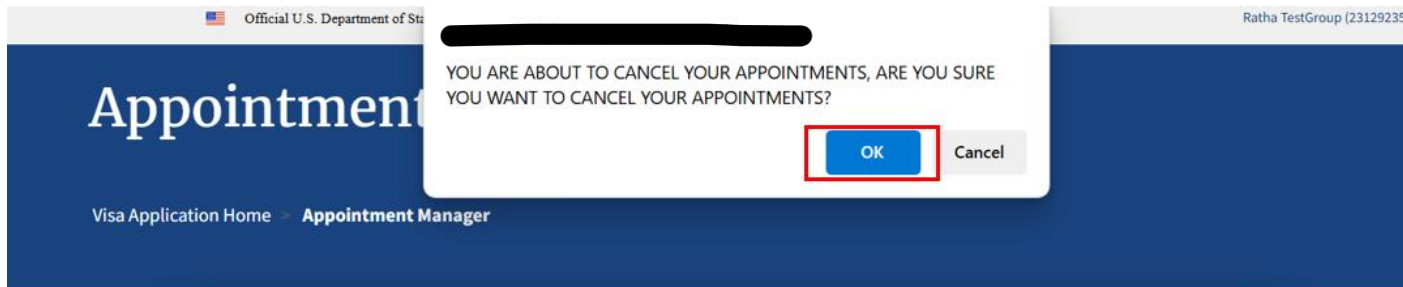 Official U.S. Department of Sta
Ratha TestGroup (23129235
YOU ARE ABOUT TO CANCEL YOUR APPOINTMENTS, ARE YOU SURE
YOU WANT TO CANCEL YOUR APPOINTMENTS?
OK Cancel
Appointment
Visa Application Home > Appointment Manager